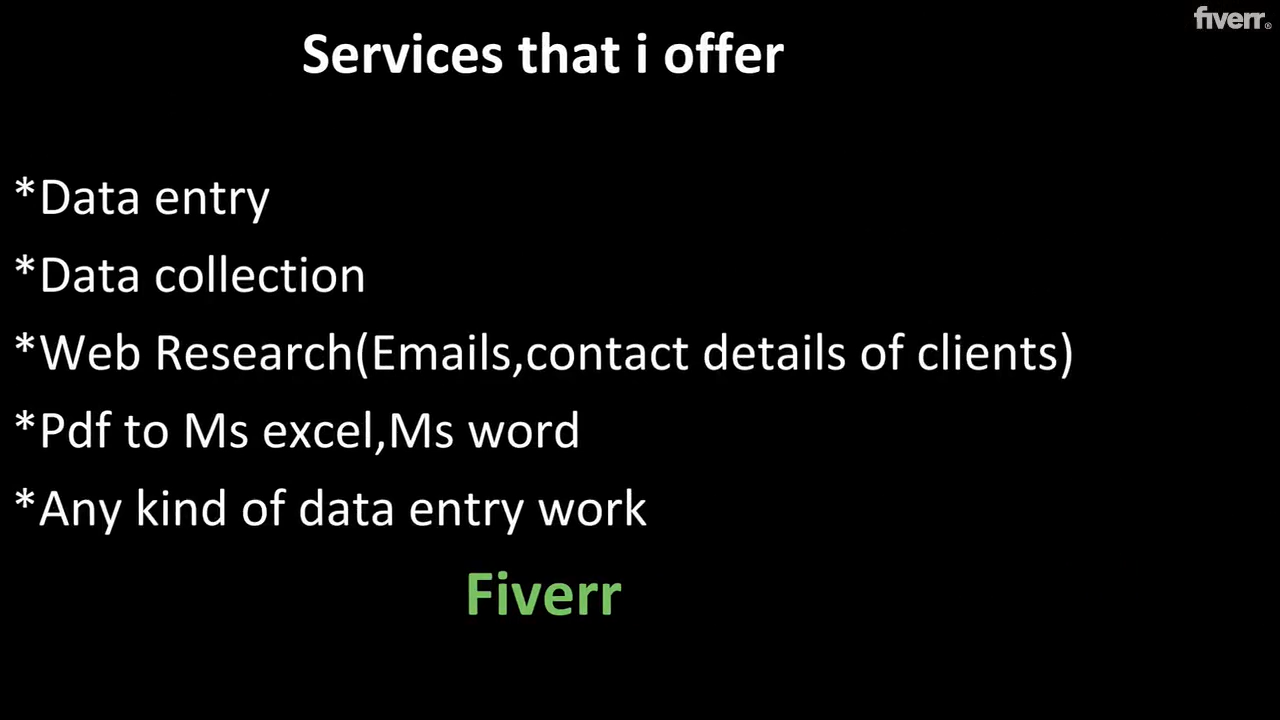 fiverr®
Services that i offer
*Data entry
*Data collection
*Web Research(Emails,contact details of clients)
*Pdf to Ms excel,Ms word
*Any kind of data entry work
Fiverr